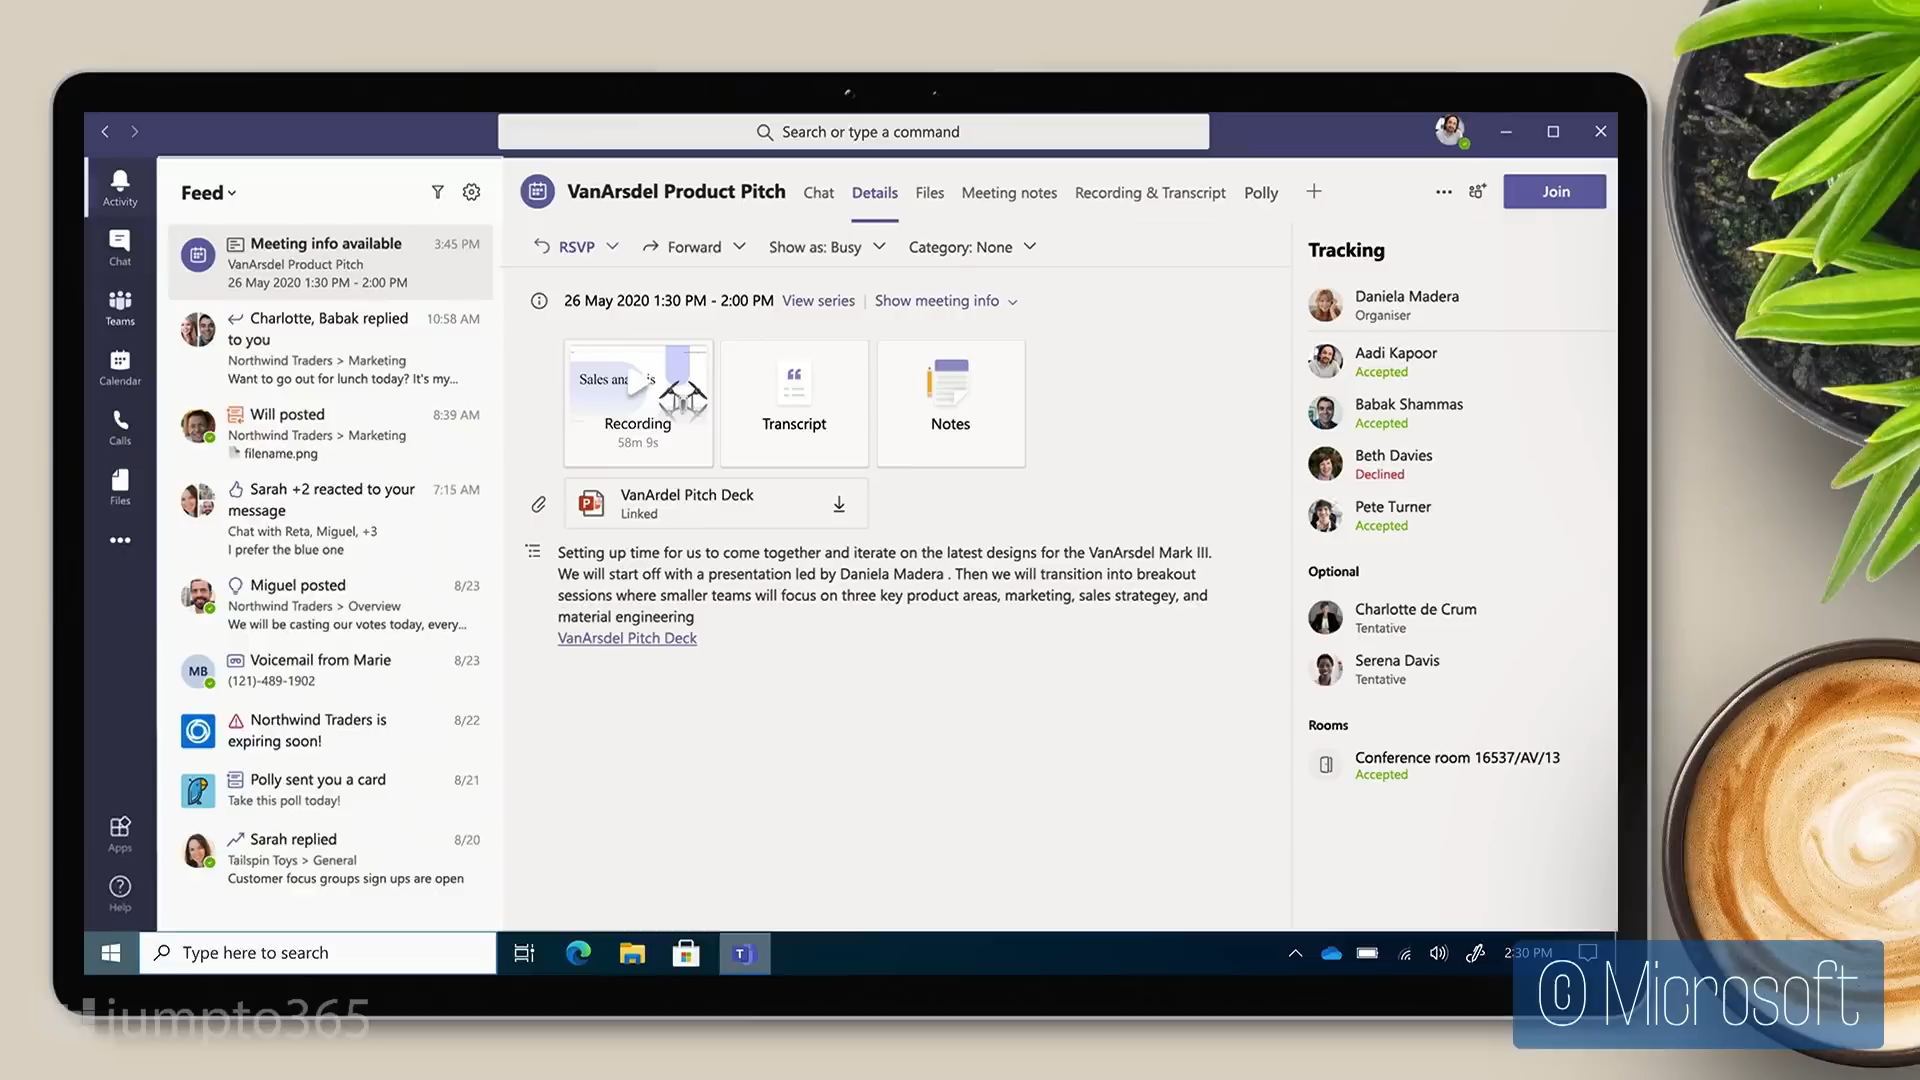 Search or type a command
Activity
Chat
Teams
Calendar
Calls
Files
Apps
Help
Feed
Meeting info available 3:45 PM
VanArsdel Product Pitch
26 May 2020 1:30 PM - 2:00 PM
Charlotte, Babak replied 10:58 AM
to you
Northwind Traders > Marketing
Want to go out for lunch today? It's my...
Will posted 8:39 AM
Northwind Traders > Marketing
filename.png
Sarah +2 reacted to your 7:15 AM
message
Chat with Reta, Miguel, +3
I prefer the blue one
Miguel posted 8/23
Northwind Traders > Overview
We will be casting our votes today, every...
MB
Voicemail from Marie 8/23
(121)-489-1902
Northwind Traders is 8/22
expiring soon!
Polly sent you a card 8/21
Take this poll today!
Sarah replied 8/20
Tailspin Toys > General
Customer focus groups sign ups are open
VanArsdel Product Pitch Chat Details Files Meeting notes Recording & Transcript Polly
Join
RSVP Forward Show as: Busy Category: None
26 May 2020 1:30 PM - 2:00 PM View series | Show meeting info
Recording
58m 9s
Transcript
Notes
VanArdel Pitch Deck
Linked
Setting up time for us to come together and iterate on the latest designs for the VanArsdel Mark III.
We will start off with a presentation led by Daniela Madera . Then we will transition into breakout
sessions where smaller teams will focus on three key product areas, marketing, sales strategey, and
material engineering
VanArsdel Pitch Deck
Tracking
Daniela Madera
Organiser
Aadi Kapoor
Accepted
Babak Shammas
Accepted
Beth Davies
Declined
Pete Turner
Accepted
Optional
Charlotte de Crum
Tentative
Serena Davis
Tentative
Rooms
Conference room 16537/AV/13
Accepted
Type here to search
2:30 PM
jumpto365
© Microsoft